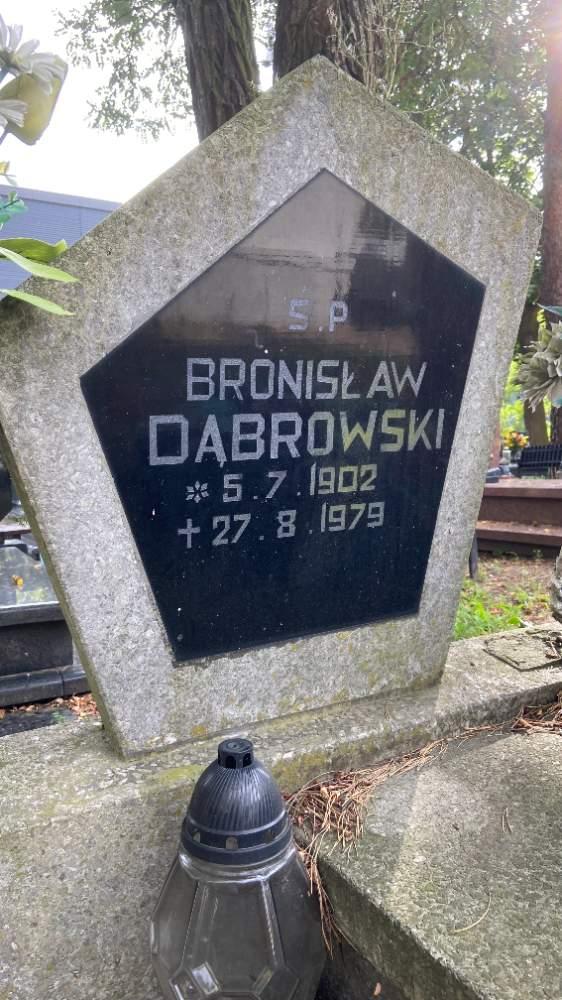 S.P
BRONISŁAW
DĄBROWSKI
* 5.7.1902
+ 27.8.1979